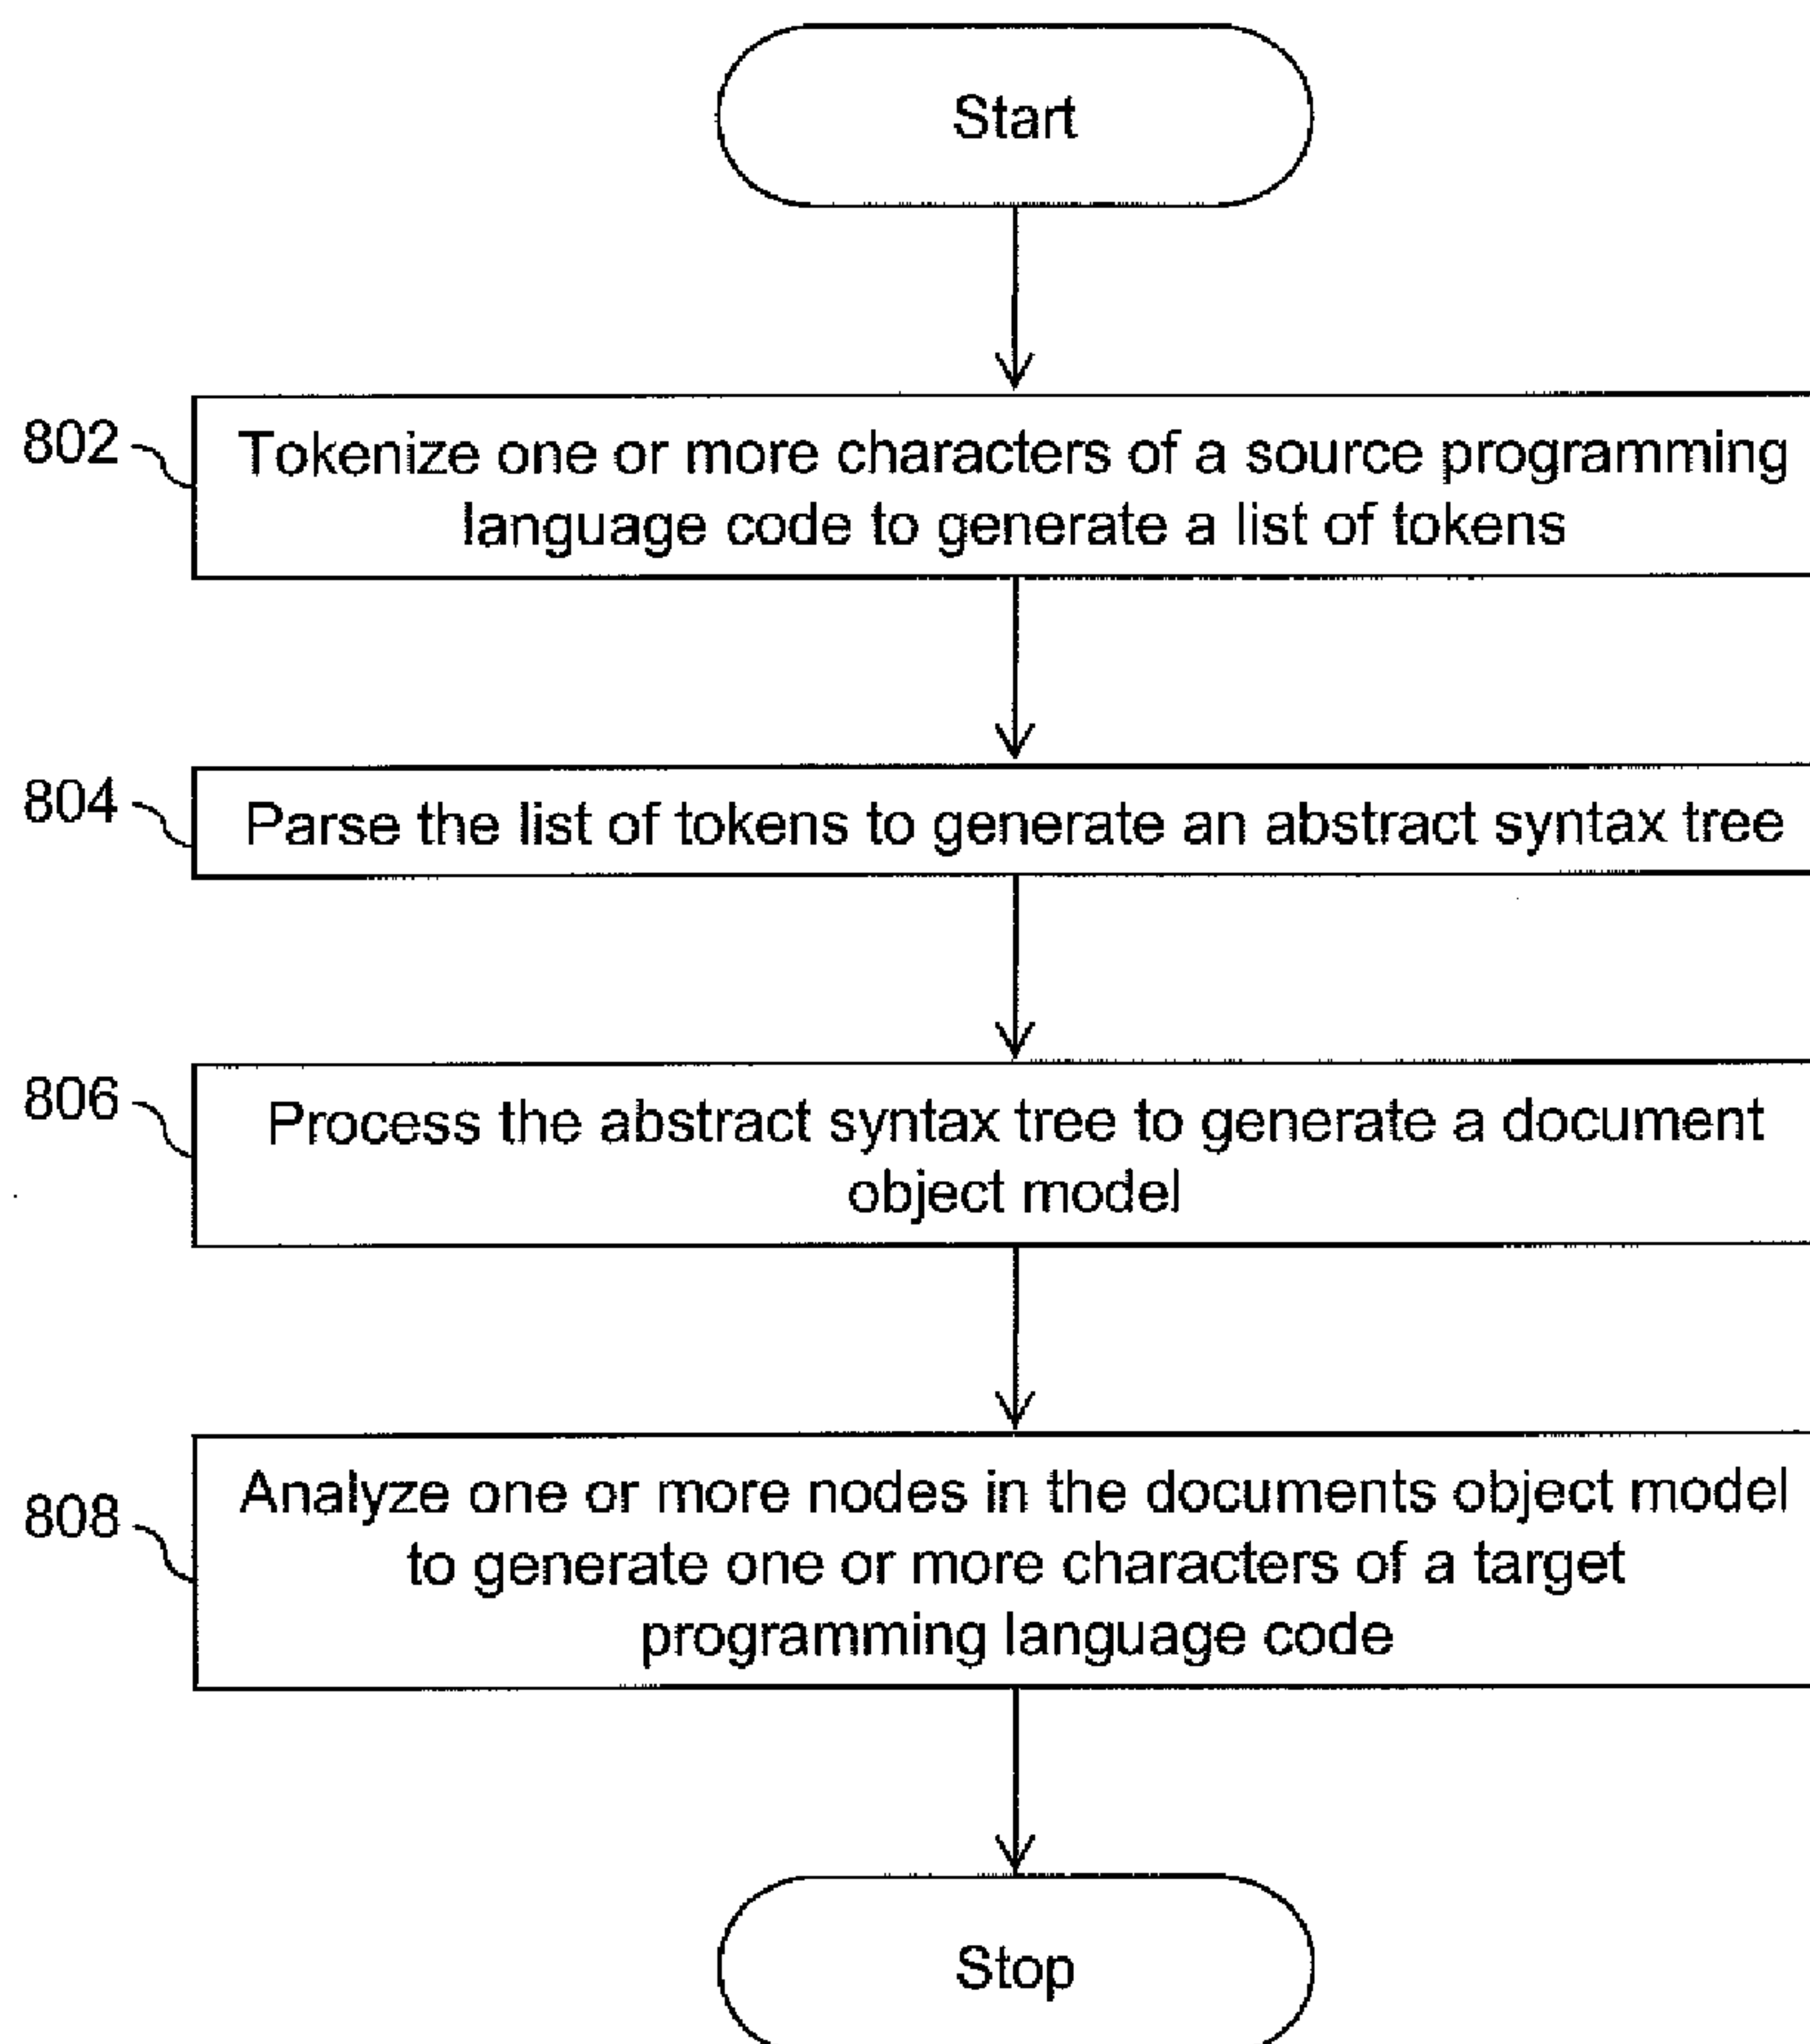 Start
802
Tokenize one or more characters of a source programming
language code to generate a list of tokens
804
Parse the list of tokens to generate an abstract syntax tree
806
Process the abstract syntax tree to generate a document
object model
808
Analyze one or more nodes in the documents object model
to generate one or more characters of a target
programming language code
Stop